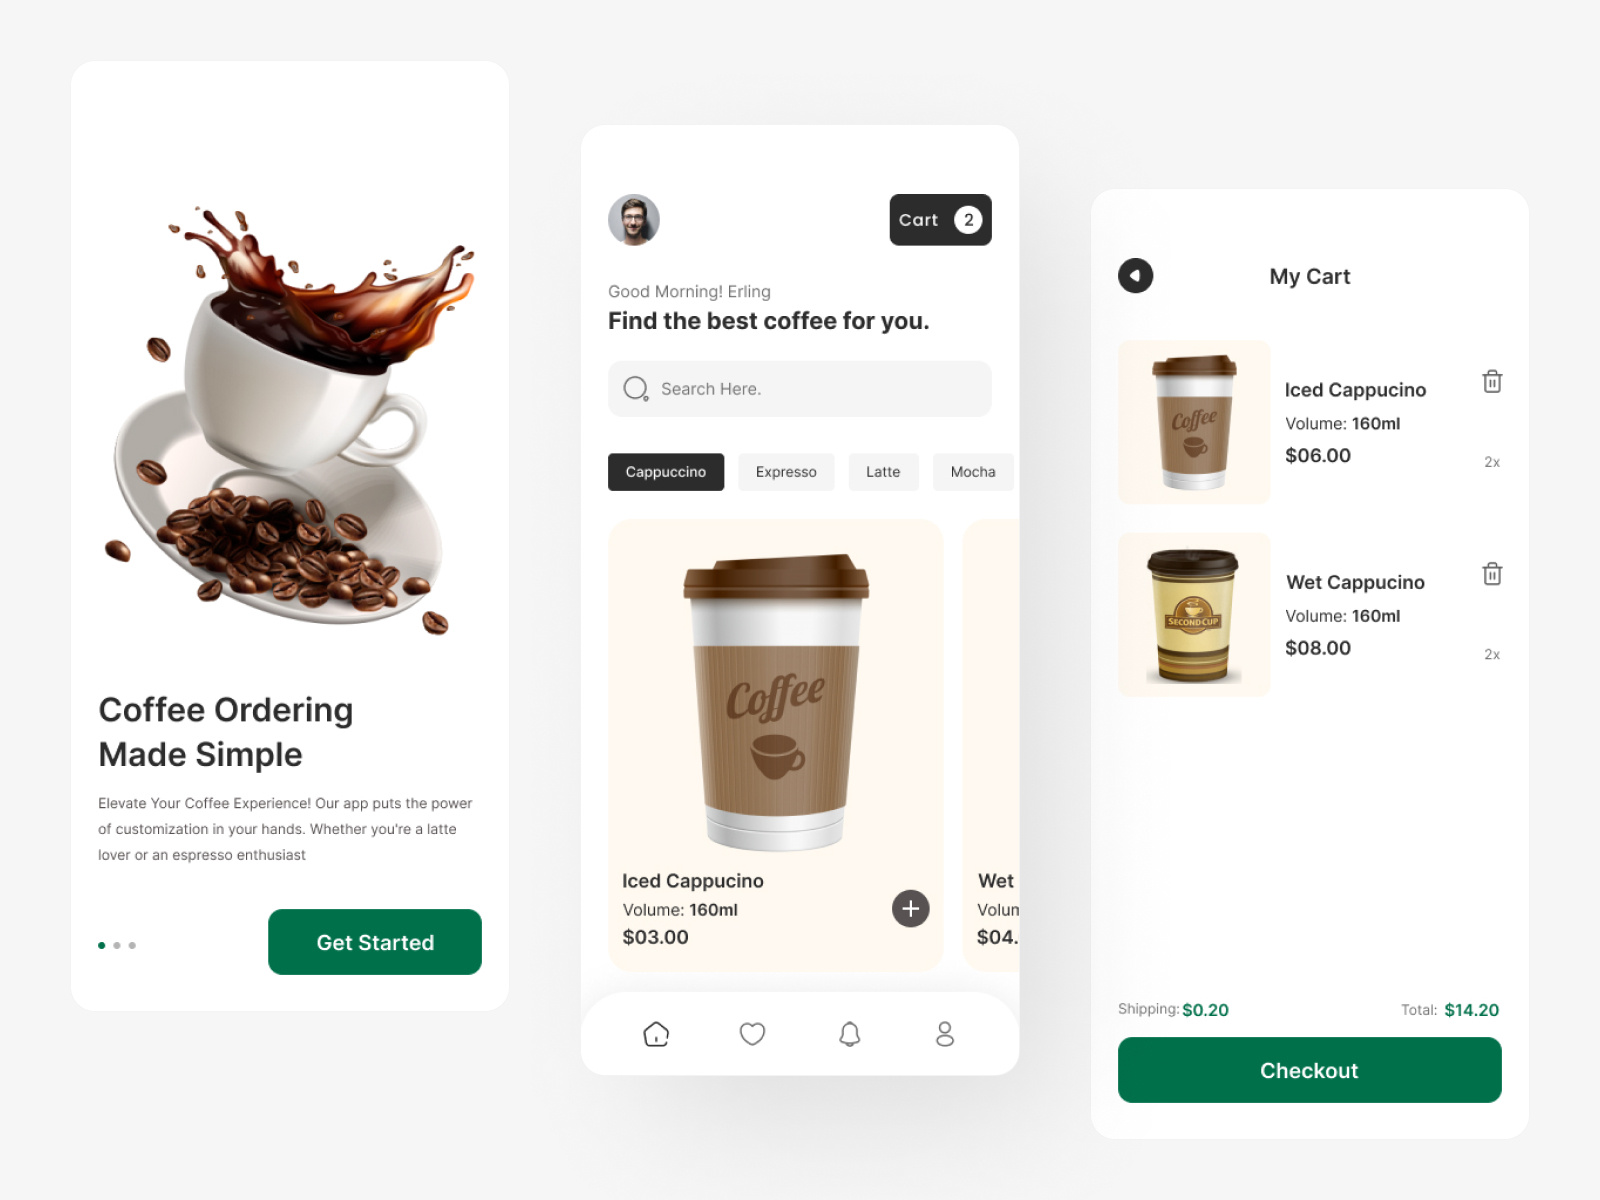 Coffee Ordering
Made Simple
Elevate Your Coffee Experience! Our app puts the power
of customization in your hands. Whether you're a latte
lover or an espresso enthusiast
Get Started
Cart 2
Good Morning! Erling
Find the best coffee for you.
Search Here.
Cappuccino Expresso Latte Mocha
Coffee
Iced Cappucino
Volume: 160ml
$03.00
Wet
Volum
$04.
My Cart
Coffee
Iced Cappucino
Volume: 160ml
$06.00
2x
SECOND CUP
Wet Cappucino
Volume: 160ml
$08.00
2x
Shipping: $0.20
Total: $14.20
Checkout